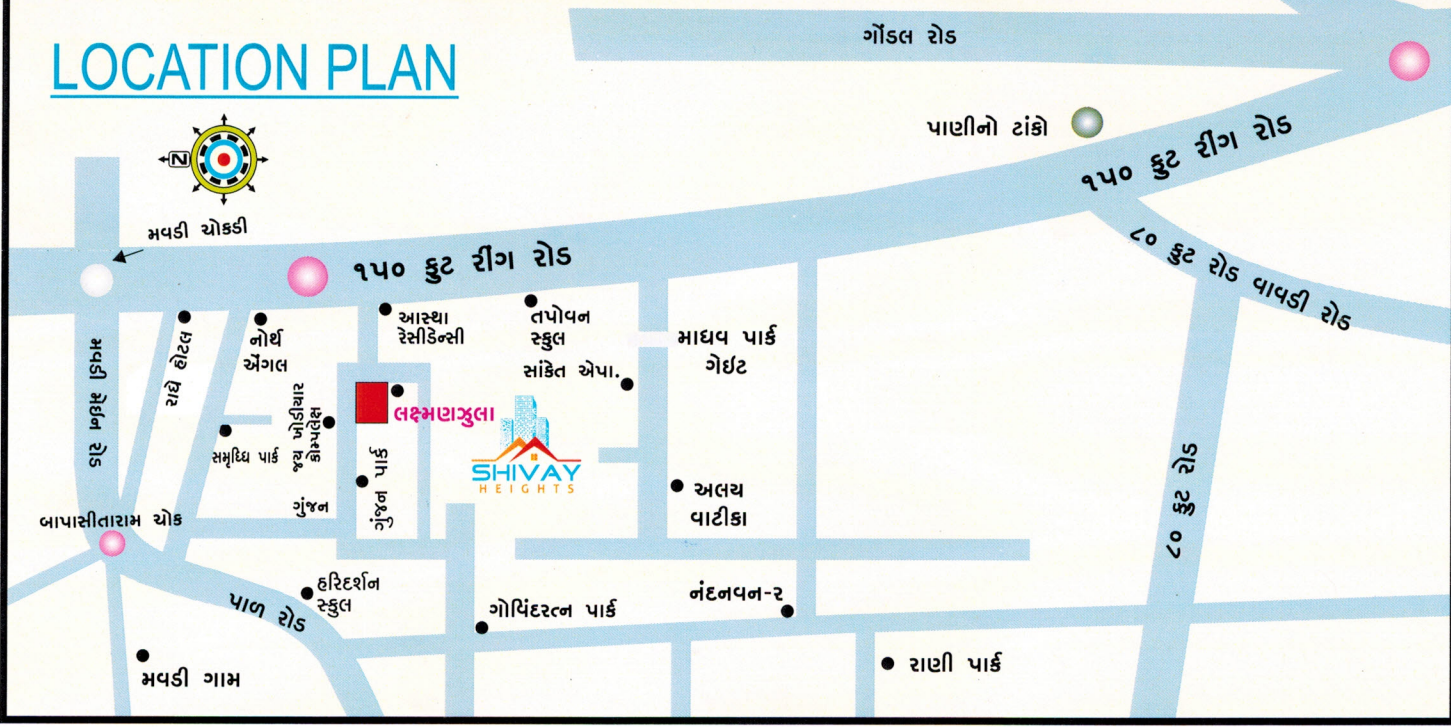 LOCATION PLAN
ગોંડલ રોડ
પાણીનો ટાંકો
૧૫૦ ફુટ રીંગ રોડ
N
મવડી ચોકડી
૧૫૦ ફુટ રીંગ રોડ
૮૦ ફુટ રોડ વાવડી રોડ
મવડી મેઇન રોડ
રાધે હોટલ
નોર્થ
એંગલ
આસ્થા
રેસીડેન્સી
તપોવન
સ્કુલ
માધવ પાર્ક
ગેઈટ
સાંકેત એપા.
લક્ષ્મણઝુલા
SHIVAY
HEIGHTS
સમૃધ્ધિ પાર્ક
જય ખોડીયાર
કોમ્પલેક્ષ
ગુંજન પાર્ક
ગુંજન
અલય
વાટીકા
૮૦ ફુટ રોડ
બાપાસીતારામ ચોક
હરિદર્શન
સ્કુલ
પાળ રોડ
ગોવિંદરત્ન પાર્ક
નંદનવન-૨
રાણી પાર્ક
મવડી ગામ